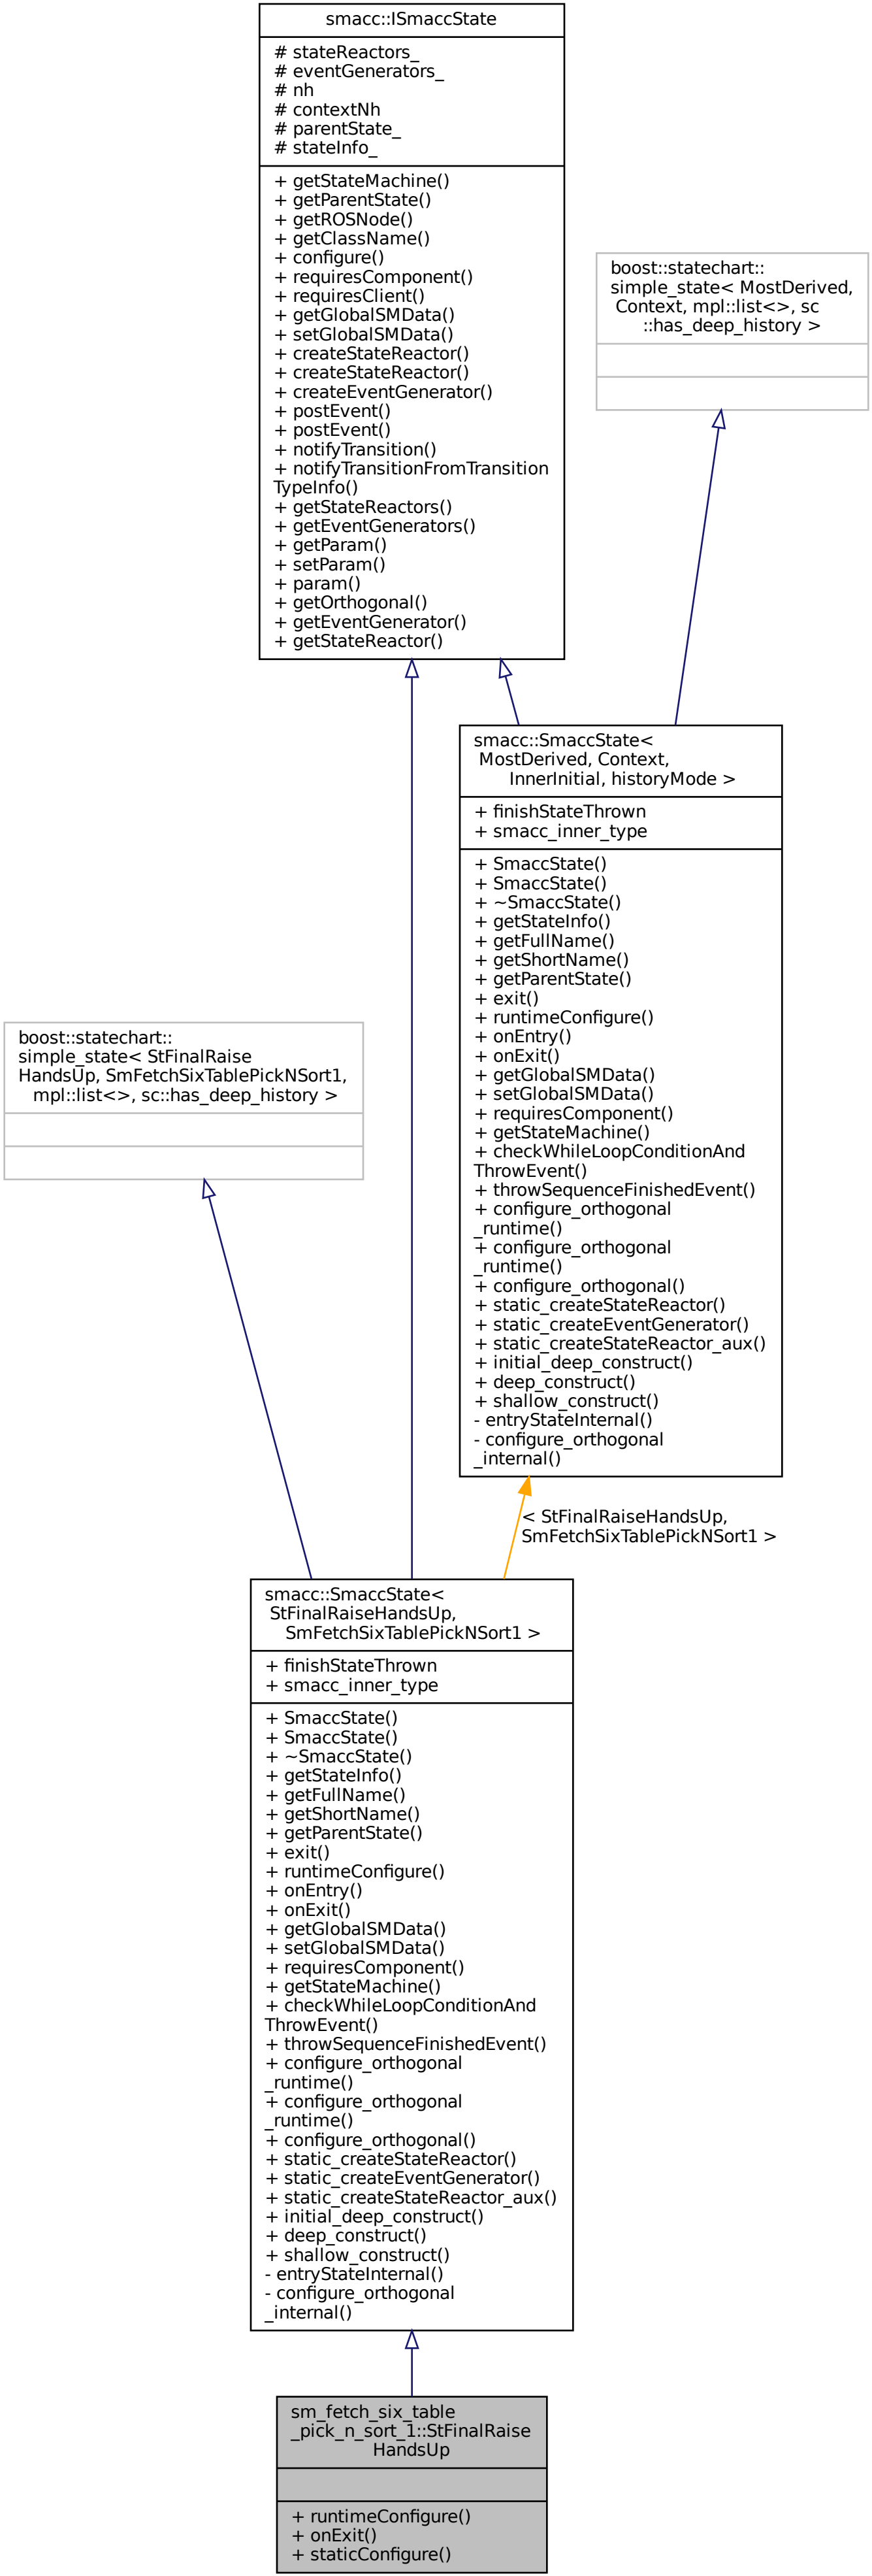 smacc::ISmaccState
# stateReactors_
# eventGenerators_
# nh
# contextNh
# parentState_
# stateInfo_
+ getStateMachine()
+ getParentState()
+ getROSNode()
+ getClassName()
+ configure()
+ requiresComponent()
+ requiresClient()
+ getGlobalSMData()
+ setGlobalSMData()
+ createStateReactor()
+ createStateReactor()
+ createEventGenerator()
+ postEvent()
+ postEvent()
+ notifyTransition()
+ notifyTransitionFromTransition
TypeInfo()
+ getStateReactors()
+ getEventGenerators()
+ getParam()
+ setParam()
+ param()
+ getOrthogonal()
+ getEventGenerator()
+ getStateReactor()
boost::statechart::
simple_state< MostDerived,
Context, mpl::list<>, sc
::has_deep_history >
smacc::SmaccState<
MostDerived, Context,
InnerInitial, historyMode >
+ finishStateThrown
+ smacc_inner_type
+ SmaccState()
+ SmaccState()
+ ~SmaccState()
+ getStateInfo()
+ getFullName()
+ getShortName()
+ getParentState()
+ exit()
+ runtimeConfigure()
+ onEntry()
+ onExit()
+ getGlobalSMData()
+ setGlobalSMData()
+ requiresComponent()
+ getStateMachine()
+ checkWhileLoopConditionAnd
ThrowEvent()
+ throwSequenceFinishedEvent()
+ configure_orthogonal
_runtime()
+ configure_orthogonal
_runtime()
+ configure_orthogonal()
+ static_createStateReactor()
+ static_createEventGenerator()
+ static_createStateReactor_aux()
+ initial_deep_construct()
+ deep_construct()
+ shallow_construct()
- entryStateInternal()
- configure_orthogonal
_internal()
boost::statechart::
simple_state< StFinalRaise
HandsUp, SmFetchSixTablePickNSort1,
mpl::list<>, sc::has_deep_history >
< StFinalRaiseHandsUp,
SmFetchSixTablePickNSort1 >
smacc::SmaccState<
StFinalRaiseHandsUp,
SmFetchSixTablePickNSort1 >
+ finishStateThrown
+ smacc_inner_type
+ SmaccState()
+ SmaccState()
+ ~SmaccState()
+ getStateInfo()
+ getFullName()
+ getShortName()
+ getParentState()
+ exit()
+ runtimeConfigure()
+ onEntry()
+ onExit()
+ getGlobalSMData()
+ setGlobalSMData()
+ requiresComponent()
+ getStateMachine()
+ checkWhileLoopConditionAnd
ThrowEvent()
+ throwSequenceFinishedEvent()
+ configure_orthogonal
_runtime()
+ configure_orthogonal
_runtime()
+ configure_orthogonal()
+ static_createStateReactor()
+ static_createEventGenerator()
+ static_createStateReactor_aux()
+ initial_deep_construct()
+ deep_construct()
+ shallow_construct()
- entryStateInternal()
- configure_orthogonal
_internal()
sm_fetch_six_table
_pick_n_sort_1::StFinalRaise
HandsUp
+ runtimeConfigure()
+ onExit()
+ staticConfigure()